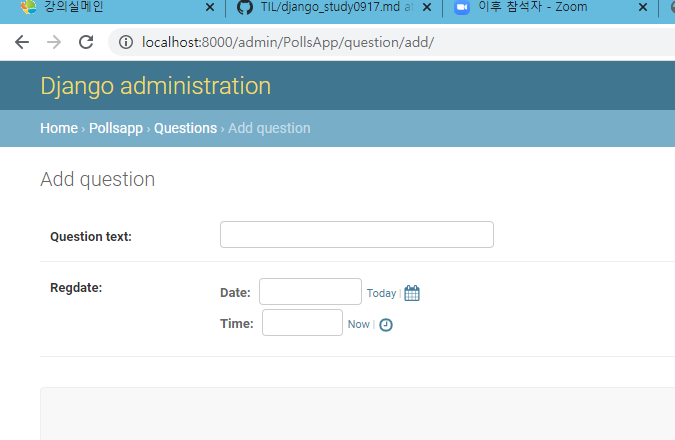 강의실메인
TIL/django_study0917.md at
이후 참석자 - Zoom
localhost:8000/admin/PollsApp/question/add/
Django administration
Home › Pollsapp › Questions › Add question
Add question
Question text:
Regdate:
Date:
Today |
Time:
Now |